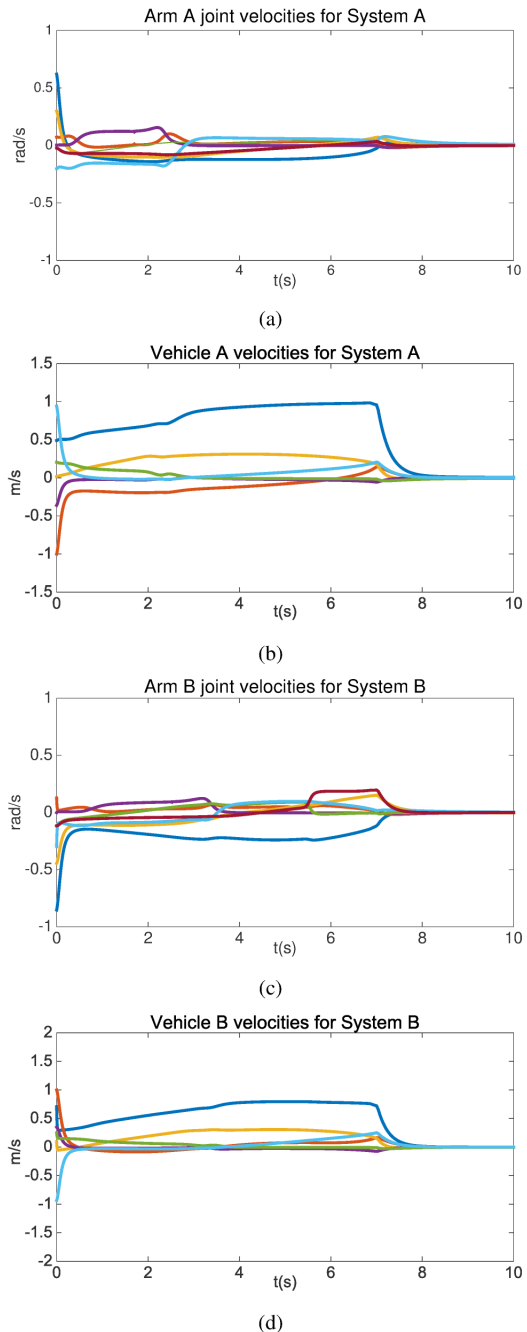 Arm A joint velocities for System A
1
0.5
0
-0.5
-1
rad/s
0 2 4 6 8 10
t(s)
(a)
Vehicle A velocities for System A
1.5
1
0.5
0
-0.5
-1
-1.5
m/s
0 2 4 6 8 10
t(s)
(b)
Arm B joint velocities for System B
1
0.5
0
-0.5
-1
rad/s
0 2 4 6 8 10
t(s)
(c)
Vehicle B velocities for System B
2
1.5
1
0.5
0
-0.5
-1
-1.5
-2
m/s
0 2 4 6 8 10
t(s)
(d)